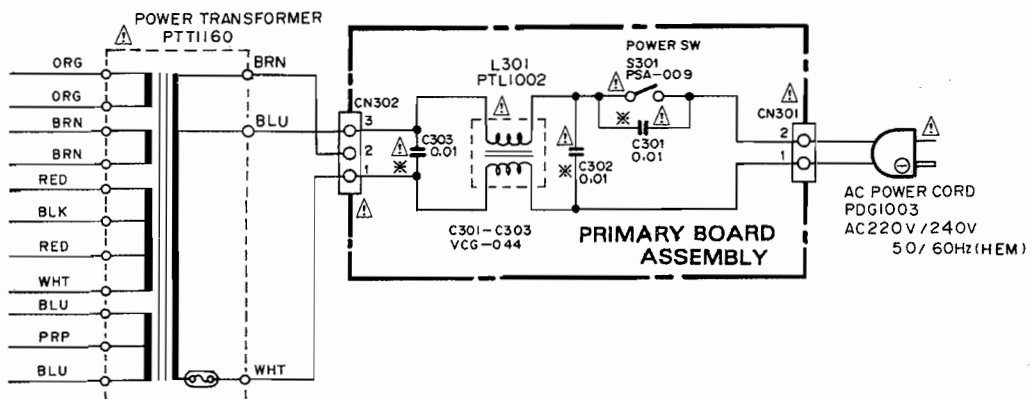 POWER TRANSFORMER
PTT1160
ORG
ORG
BRN
BRN
RED
BLK
RED
WHT
BLU
PRP
BLU
BRN
BLU
WHT
CN302
3
2
1
C303
0.01
※
L301
PTL1002
C301-C303
VCG-044
C302
0.01
※
POWER SW
S301
PSA-009
※
C301
0.01
PRIMARY BOARD
ASSEMBLY
CN301
2
1
AC POWER CORD
PDG1003
AC220V/240V
50/60Hz(HEM)